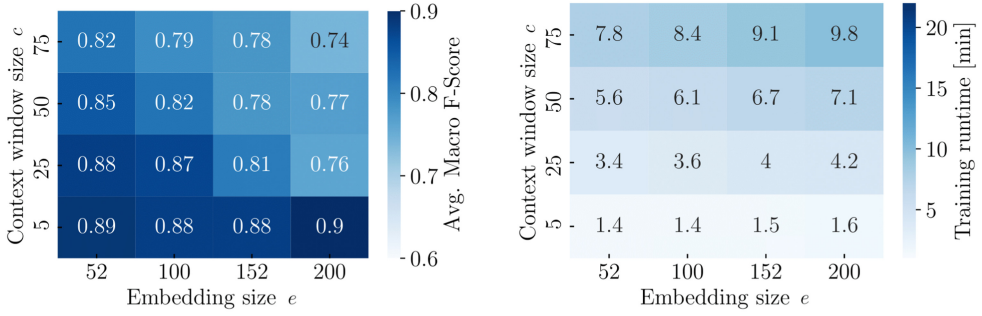 Context window size c
75
50
25
5
0.82 0.79 0.78 0.74
0.85 0.82 0.78 0.77
0.88 0.87 0.81 0.76
0.89 0.88 0.88 0.9
52 100 152 200
Embedding size e
0.9
0.8
0.7
0.6
Avg. Macro F-Score
Context window size c
75
50
25
5
7.8 8.4 9.1 9.8
5.6 6.1 6.7 7.1
3.4 3.6 4 4.2
1.4 1.4 1.5 1.6
52 100 152 200
Embedding size e
20
15
10
5
Training runtime [min]